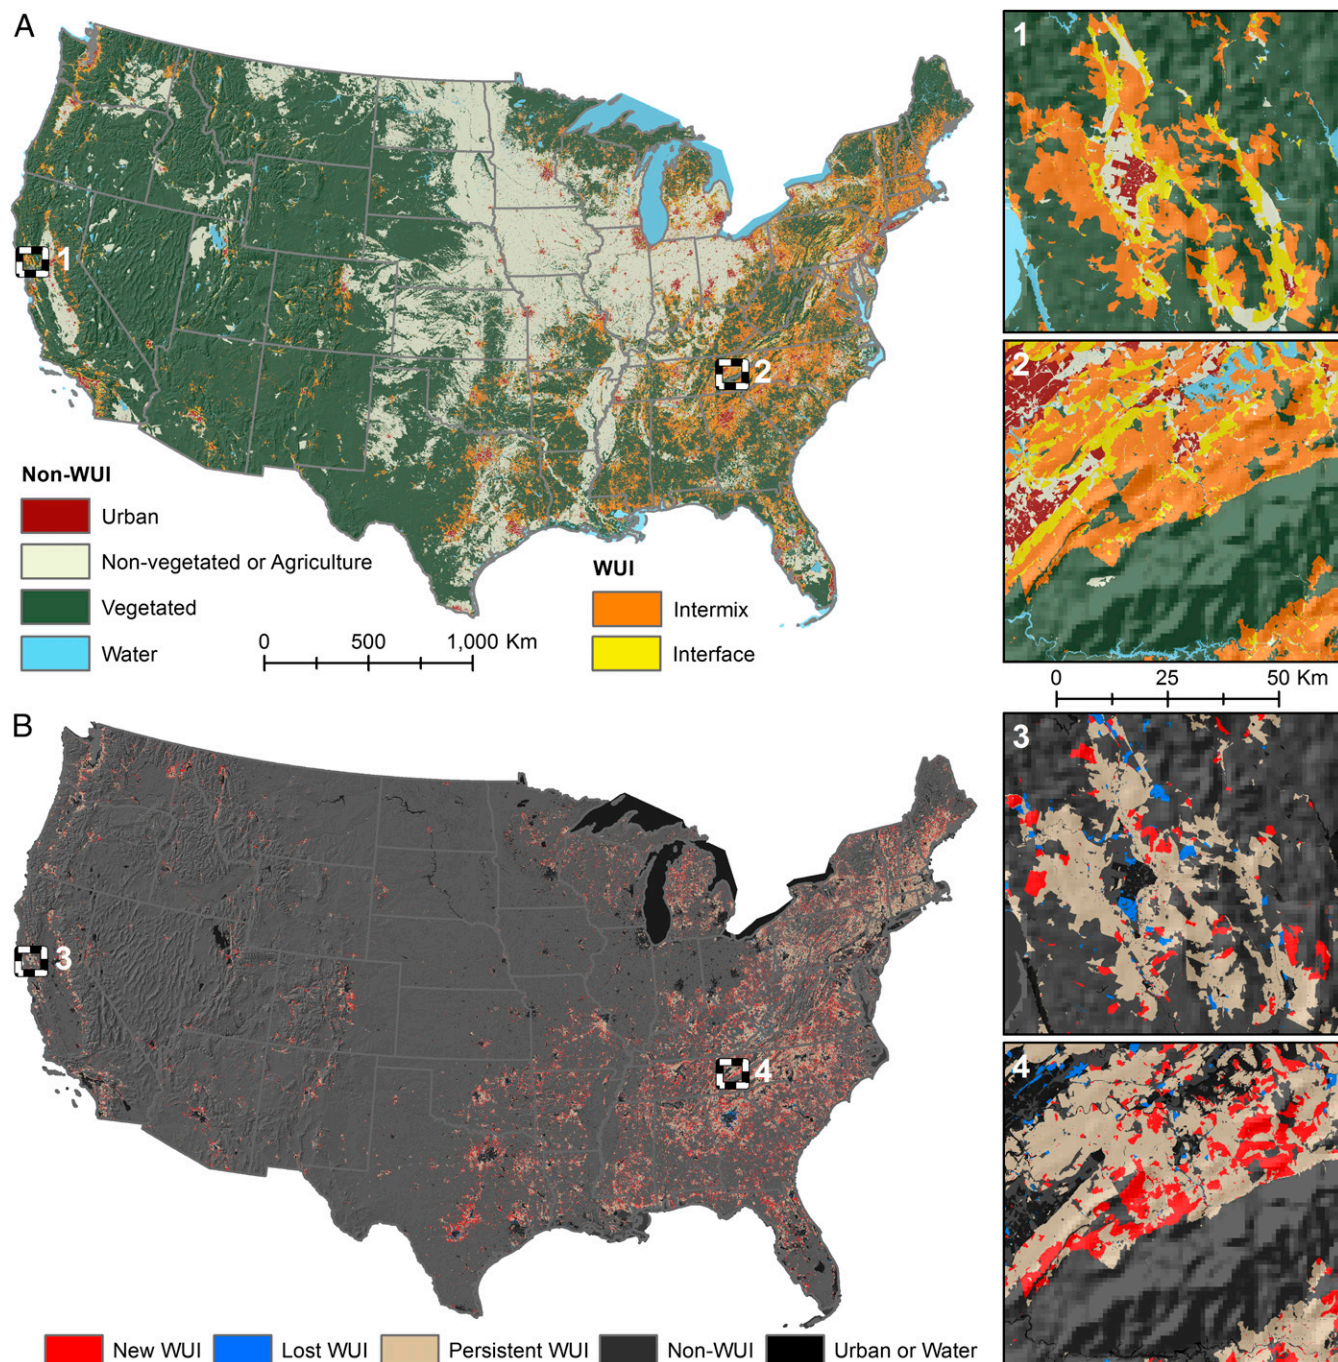 A
1
1
2
2
Non-WUI
Urban
Non-vegetated or Agriculture
Vegetated
Water
WUI
Intermix
Interface
0 500 1,000 Km
0 25 50 Km
B
3
3
4
4
New WUI Lost WUI Persistent WUI Non-WUI Urban or Water